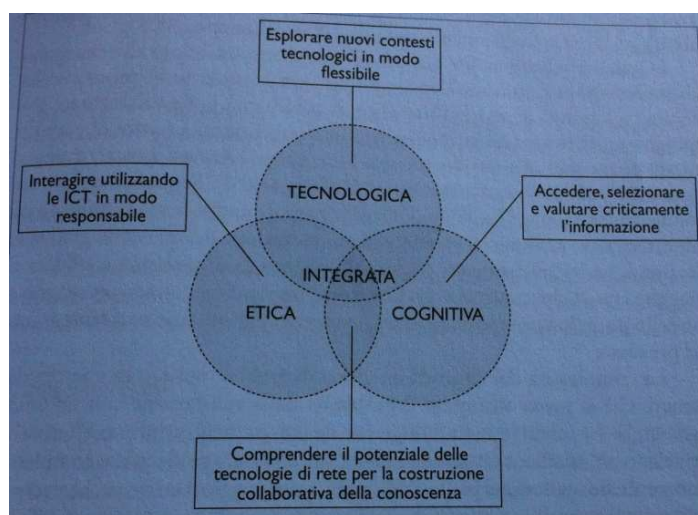 Esplorare nuovi contesti
tecnologici in modo
flessibile
Interagire utilizzando
le ICT in modo
responsabile
TECNOLOGICA
Accedere, selezionare
e valutare criticamente
l'informazione
INTEGRATA
ETICA
COGNITIVA
Comprendere il potenziale delle
tecnologie di rete per la costruzione
collaborativa della conoscenza